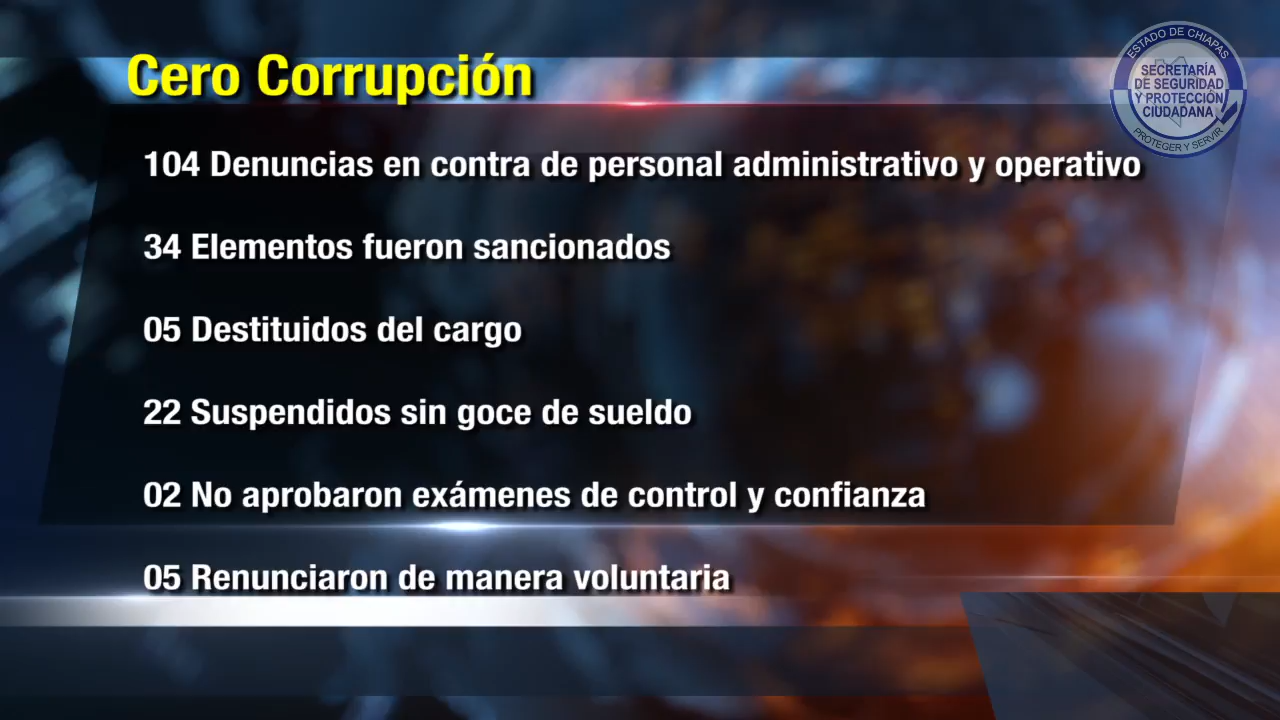 Cero Corrupción
ESTADO DE CHIAPAS
SECRETARÍA
DE SEGURIDAD
Y PROTECCIÓN
CIUDADANA
PROTEGER Y SERVIR
104 Denuncias en contra de personal administrativo y operativo
34 Elementos fueron sancionados
05 Destituidos del cargo
22 Suspendidos sin goce de sueldo
02 No aprobaron exámenes de control y confianza
05 Renunciaron de manera voluntaria